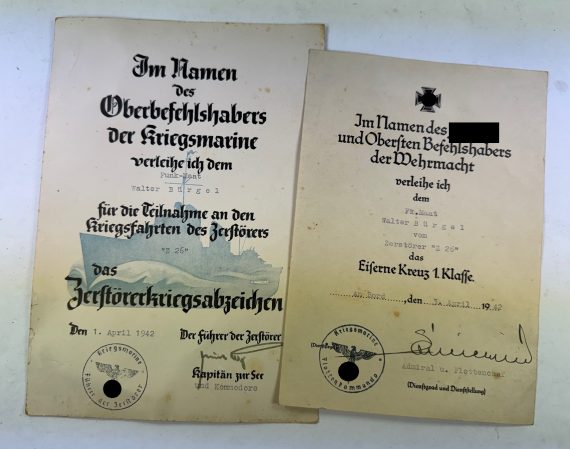 Im Namen
des
Oberbefehlshabers
der Kriegsmarine
verleihe ich dem
Funk-Maat
Walter Bürgel
für die Teilnahme an den
Kriegsfahrten des Zerstörers
"Z 26"
das
Zerstörerkriegsabzeichen
Den 1. April 1942
Der Führer der Zerstörer
Kapitän zur See
und Kommodore
Kriegsmarine
Führer der Zerstörer
Im Namen des
und Obersten Befehlshabers
der Wehrmacht
verleihe ich
dem
Fk.Maat
Walter Bürgel
vom
Zerstörer "Z 26"
das
Eiserne Kreuz 1. Klasse.
An Bord, den 3. April 1942
Kriegsmarine
Flottenkommando
Admiral u. Flottenchef
(Dienstgrad und Dienststellung)